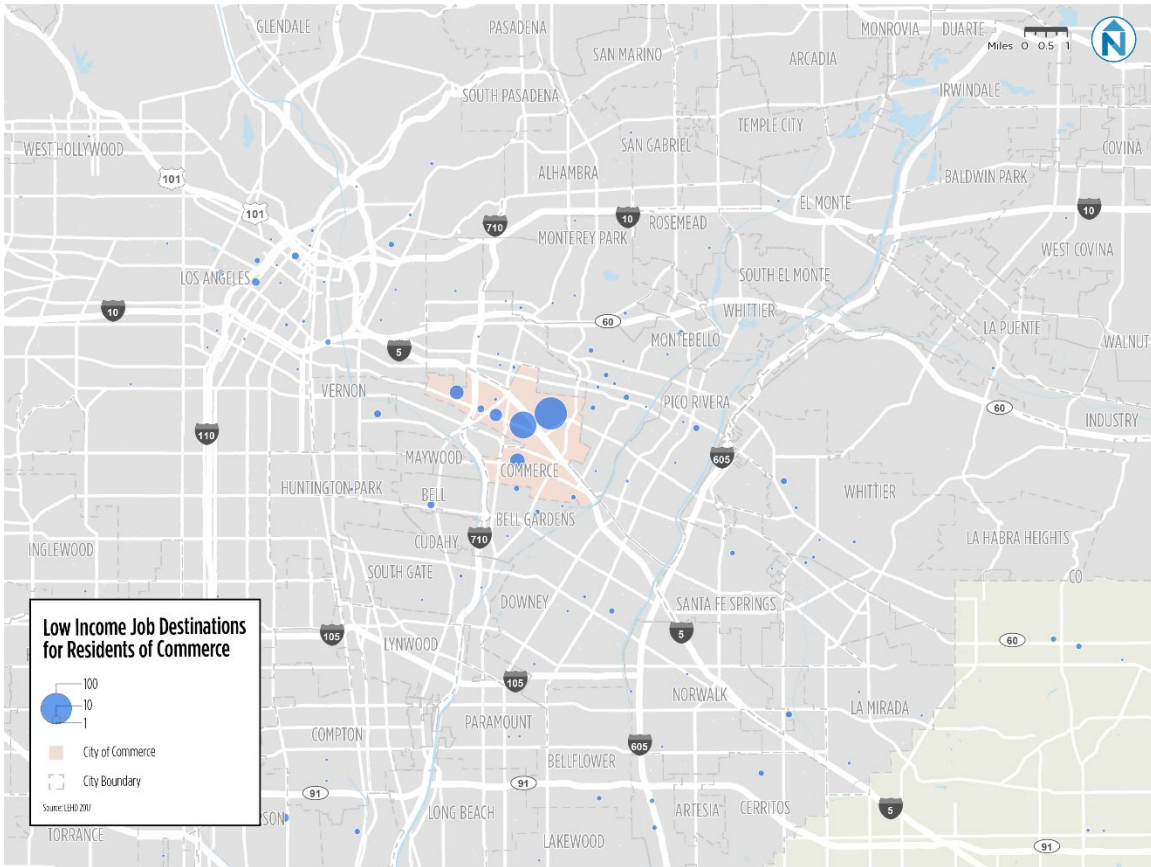 GLENDALE
PASADENA
MONROVIA
DUARTE
Miles 0 0.5 1
N
SAN MARINO
ARCADIA
SOUTH PASADENA
IRWINDALE
TEMPLE CITY
WEST HOLLYWOOD
SAN GABRIEL
COVINA
101
ALHAMBRA
BALDWIN PARK
101
EL MONTE
10
710
10
ROSEMEAD
MONTEREY PARK
WEST COVINA
LOS ANGELES
SOUTH EL MONTE
10
WHITTIER
60
LA PUENTE
MONTEBELLO
WALNUT
5
VERNON
PICO RIVERA
60
INDUSTRY
110
MAYWOOD
605
COMMERCE
HUNTINGTON PARK
BELL
WHITTIER
BELL GARDENS
710
CUDAHY
LA HABRA HEIGHTS
INGLEWOOD
SOUTH GATE
CO
DOWNEY
SANTA FE SPRINGS
105
5
60
LYNWOOD
105
NORWALK
LA MIRADA
PARAMOUNT
COMPTON
605
BELLFLOWER
91
91
LONG BEACH
ARTESIA
CERRITOS
5
SON
TORRANCE
LAKEWOOD
91
Low Income Job Destinations
for Residents of Commerce
100
10
1
City of Commerce
City Boundary
Source: LEHD 2017